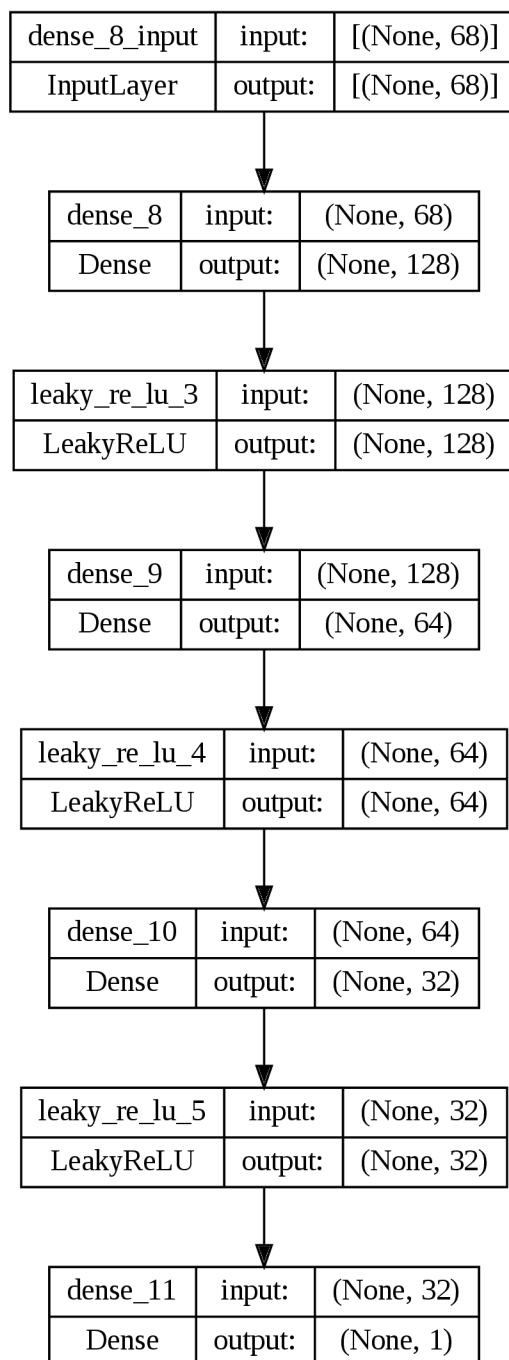 dense_8_input input: [(None, 68)]
InputLayer output: [(None, 68)]
dense_8 input: (None, 68)
Dense output: (None, 128)
leaky_re_lu_3 input: (None, 128)
LeakyReLU output: (None, 128)
dense_9 input: (None, 128)
Dense output: (None, 64)
leaky_re_lu_4 input: (None, 64)
LeakyReLU output: (None, 64)
dense_10 input: (None, 64)
Dense output: (None, 32)
leaky_re_lu_5 input: (None, 32)
LeakyReLU output: (None, 32)
dense_11 input: (None, 32)
Dense output: (None, 1)